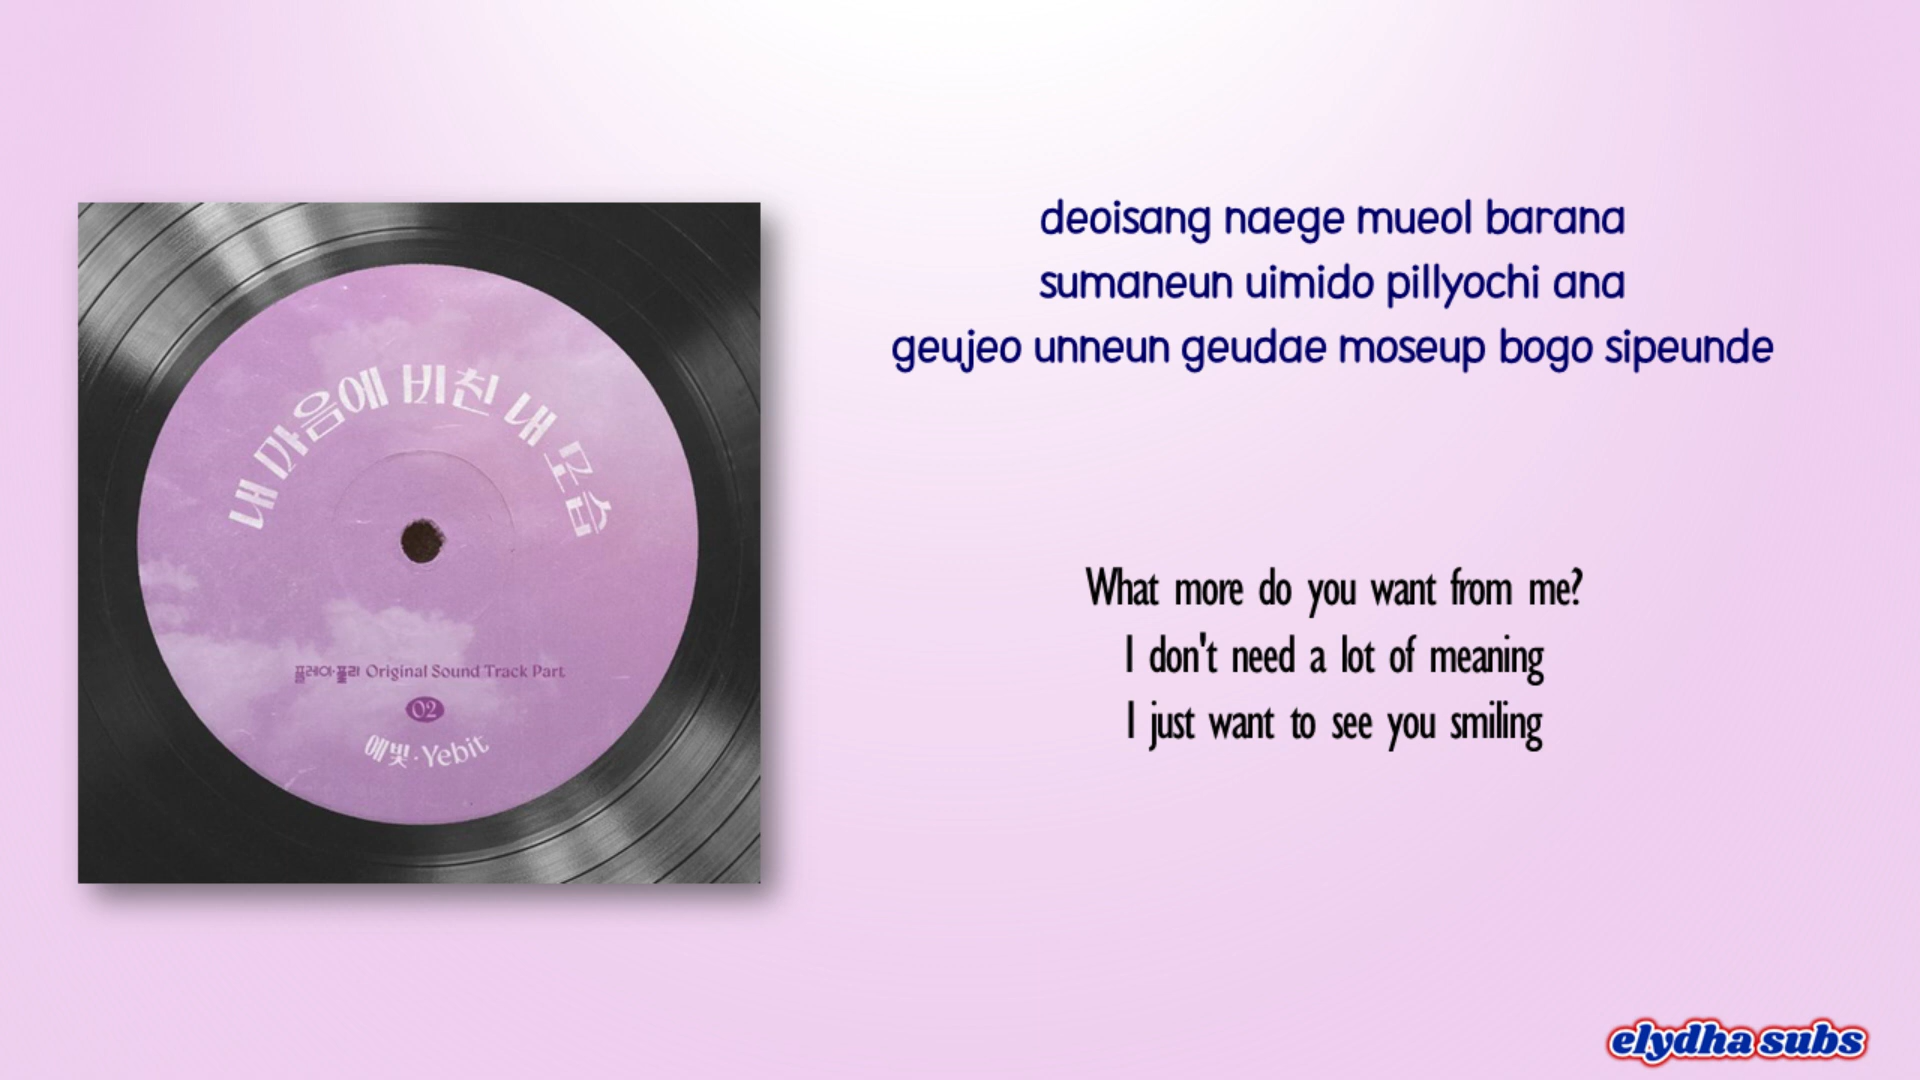 내 마음에 비친 내 모습
플레이·풀리 Original Sound Track Part
02
예빛·Yebit
deoisang naege mueol barana
sumaneun uimido pillyochi ana
geujeo unneun geudae moseup bogo sipeunde
What more do you want from me?
I don't need a lot of meaning
I just want to see you smiling
elydha subs